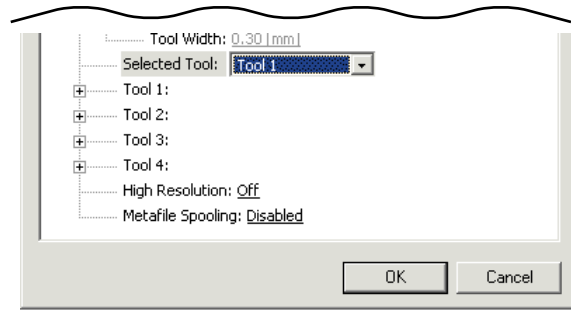 Tool Width: 0.30 [mm]
Selected Tool: Tool 1
Tool 1:
Tool 2:
Tool 3:
Tool 4:
High Resolution: Off
Metafile Spooling: Disabled
OK Cancel